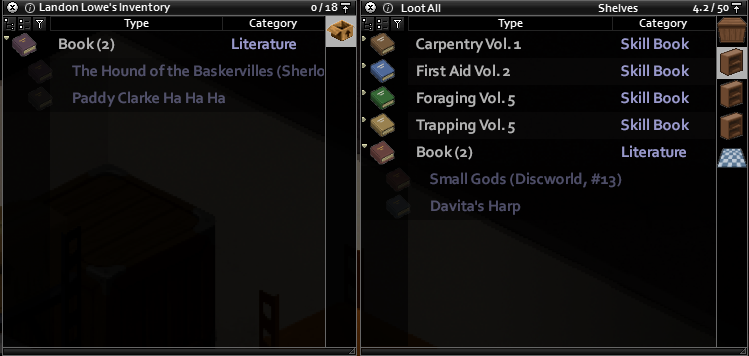 Landon Lowe's Inventory 0 / 18
Type Category
Book (2) Literature
The Hound of the Baskervilles (Sherlo
Paddy Clarke Ha Ha Ha
Loot All Shelves 4.2 / 50
Type Category
Carpentry Vol. 1 Skill Book
First Aid Vol. 2 Skill Book
Foraging Vol. 5 Skill Book
Trapping Vol. 5 Skill Book
Book (2) Literature
Small Gods (Discworld, #13)
Davita's Harp